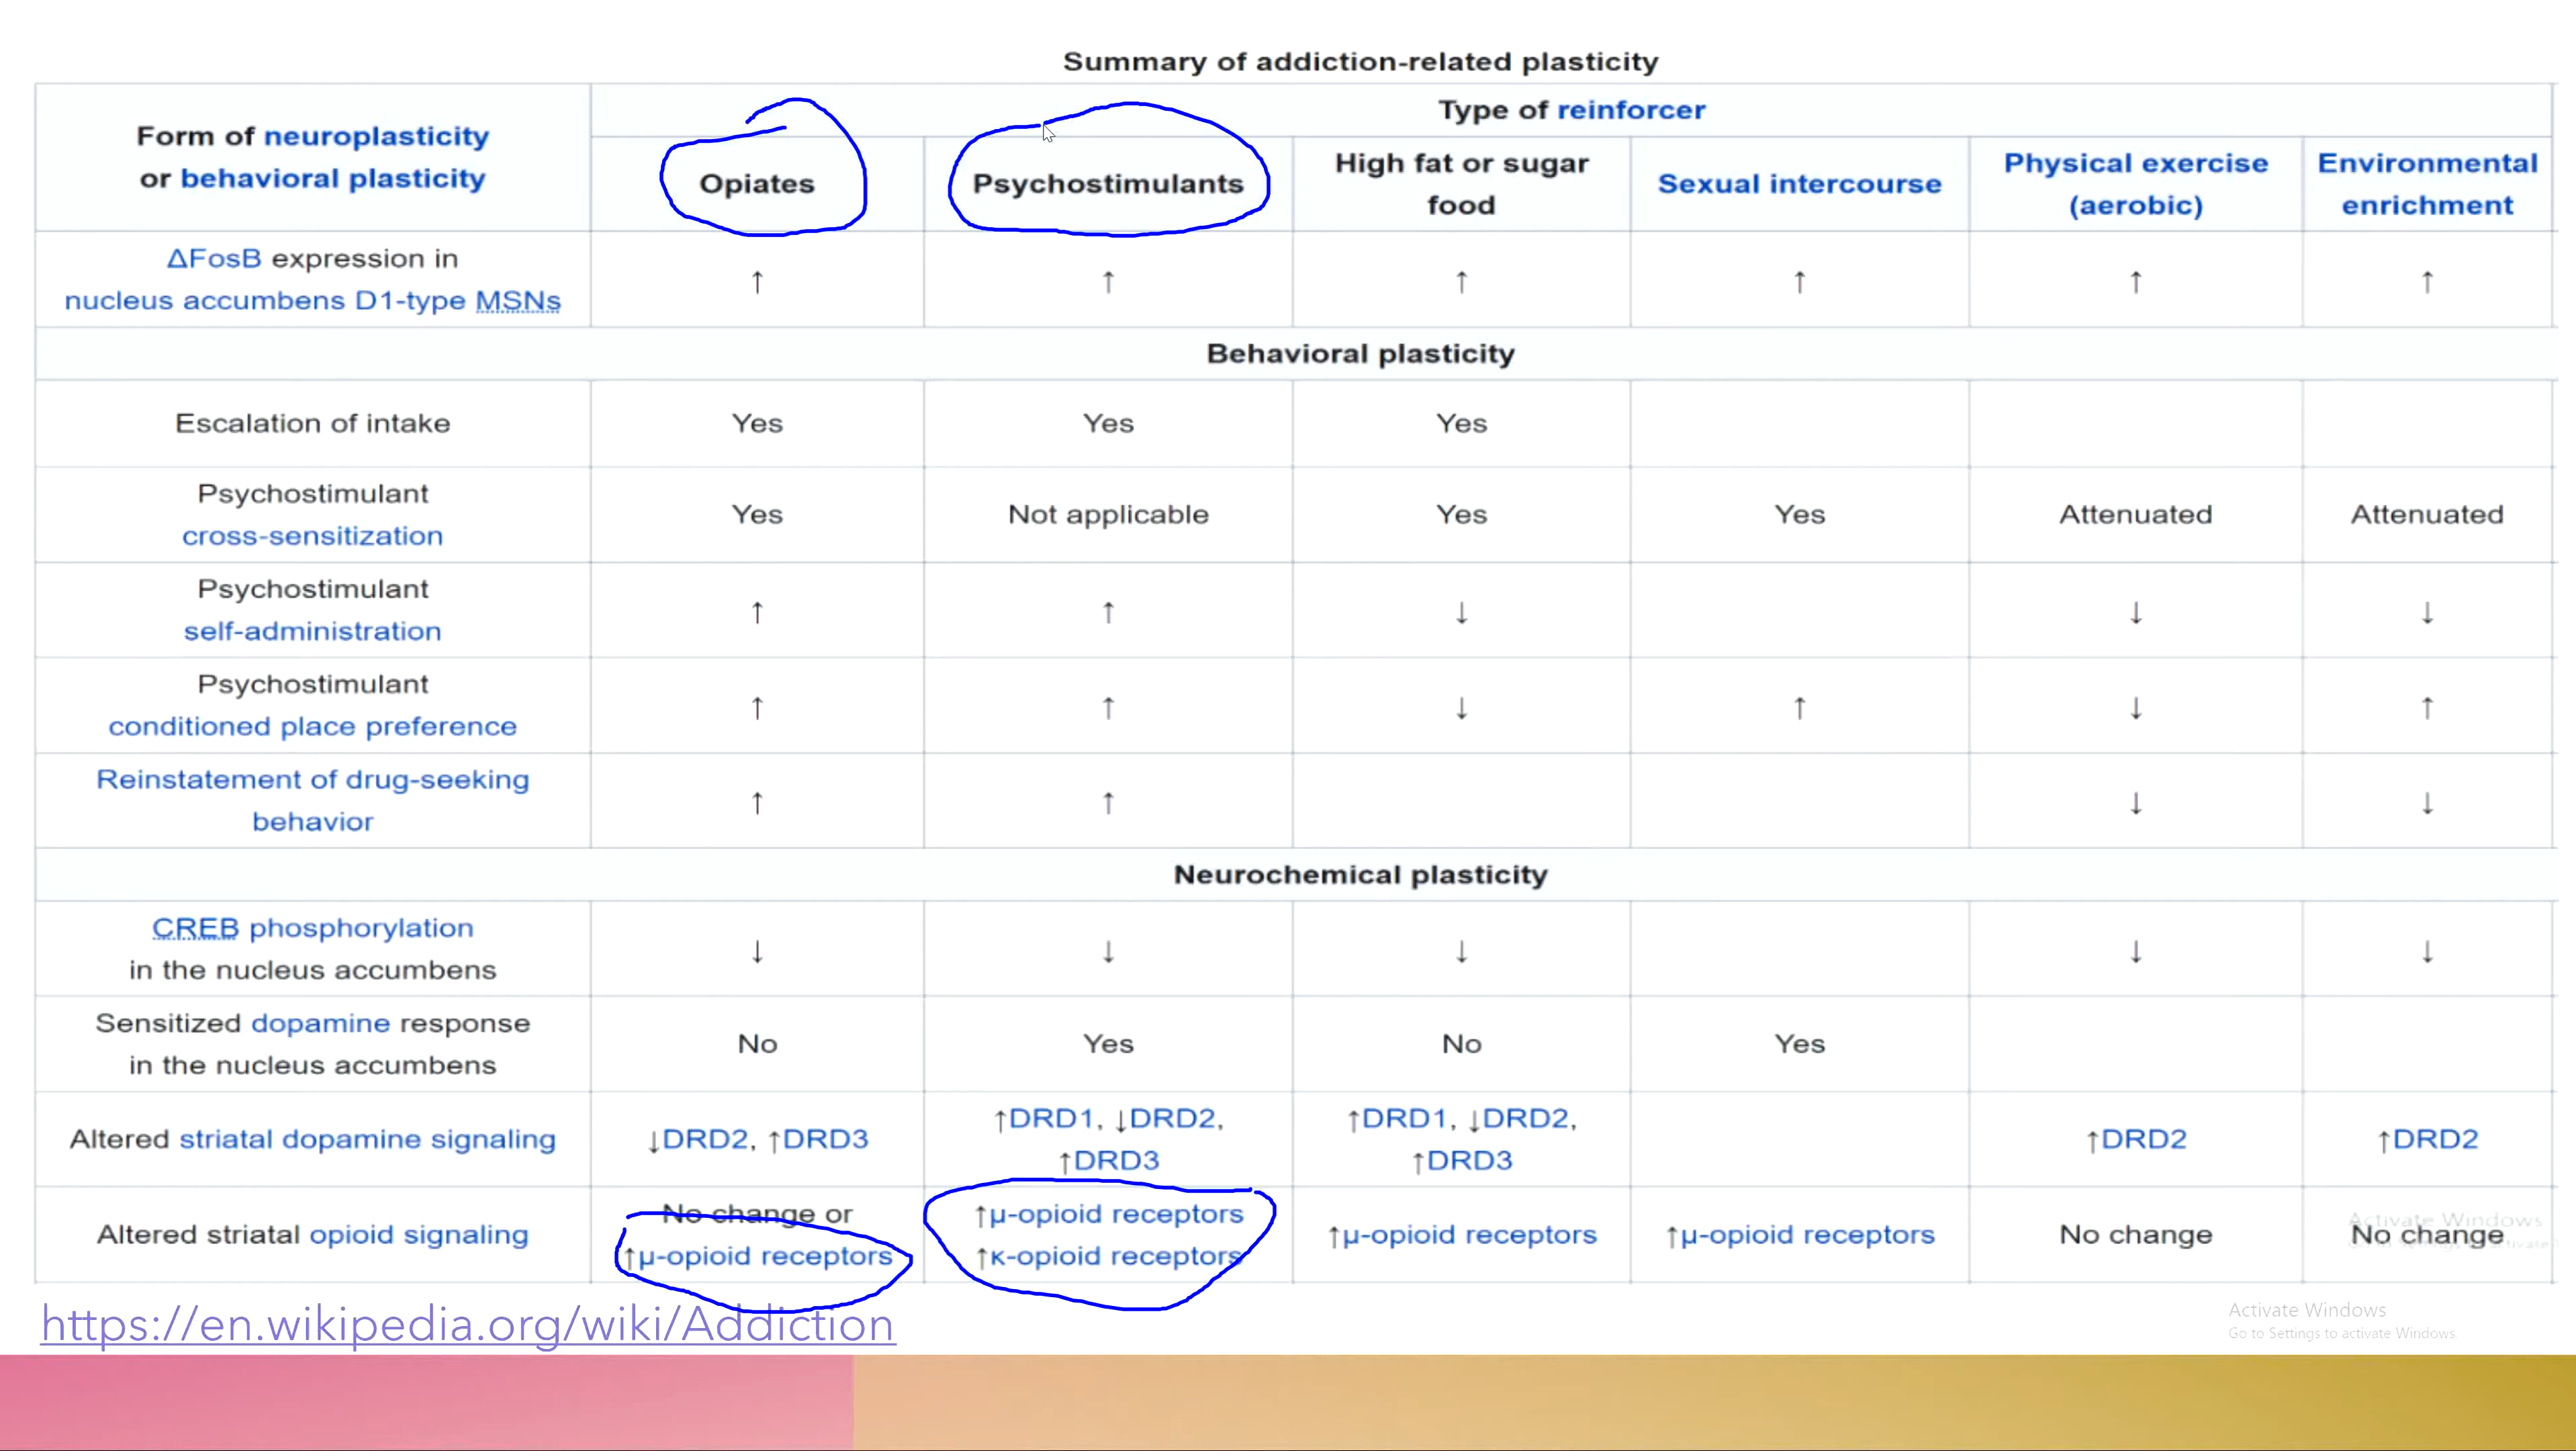 Summary of addiction-related plasticity
Form of neuroplasticity
or behavioral plasticity
Type of reinforcer
Opiates
Psychostimulants
High fat or sugar
food
Sexual intercourse
Physical exercise
(aerobic)
Environmental
enrichment
ΔFosB expression in
nucleus accumbens D1-type MSNs
↑
↑
↑
↑
↑
↑
Behavioral plasticity
Escalation of intake
Yes
Yes
Yes
Psychostimulant
cross-sensitization
Yes
Not applicable
Yes
Yes
Attenuated
Attenuated
Psychostimulant
self-administration
↑
↑
↓
↓
↓
Psychostimulant
conditioned place preference
↑
↑
↓
↑
↓
↑
Reinstatement of drug-seeking
behavior
↑
↑
↓
↓
Neurochemical plasticity
CREB phosphorylation
in the nucleus accumbens
↓
↓
↓
↓
↓
Sensitized dopamine response
in the nucleus accumbens
No
Yes
No
Yes
Altered striatal dopamine signaling
↓DRD2, ↑DRD3
↑DRD1, ↓DRD2,
↑DRD3
↑DRD1, ↓DRD2,
↑DRD3
↑DRD2
↑DRD2
Altered striatal opioid signaling
No change or
↑μ-opioid receptors
↑μ-opioid receptors
↑κ-opioid receptors
↑μ-opioid receptors
↑μ-opioid receptors
No change
No change
Activate Windows
https://en.wikipedia.org/wiki/Addiction
Activate Windows
Go to Settings to activate Windows.